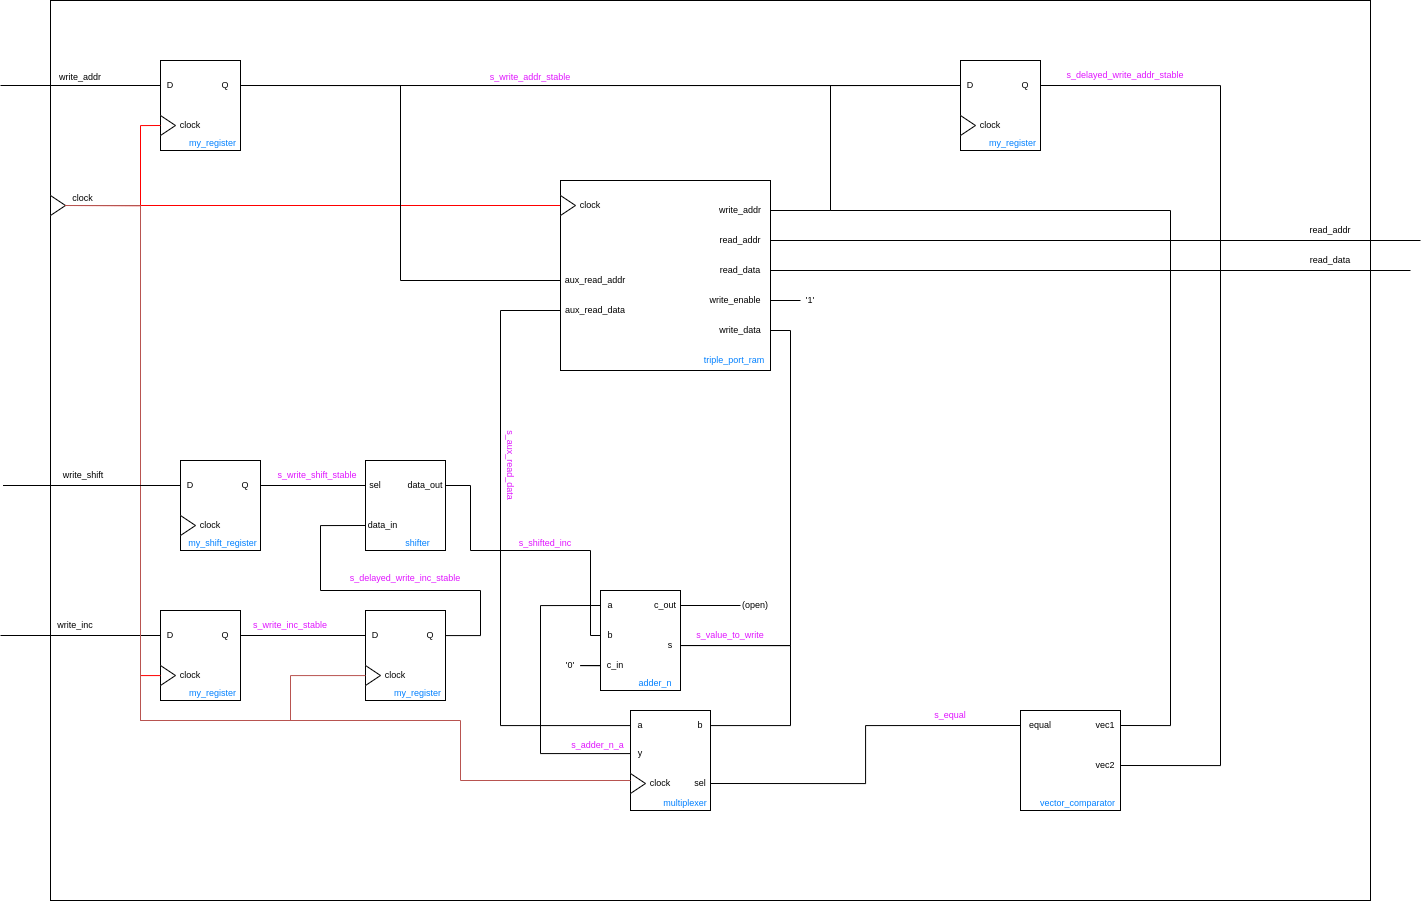 write_addr
D
Q
clock
my_register
s_write_addr_stable
D
Q
clock
my_register
s_delayed_write_addr_stable
clock
clock
write_addr
read_addr
read_data
aux_read_addr
write_enable
'1'
aux_read_data
write_data
triple_port_ram
read_addr
read_data
s_aux_read_data
write_shift
D
Q
clock
my_shift_register
s_write_shift_stable
sel
data_out
data_in
shifter
s_shifted_inc
s_delayed_write_inc_stable
write_inc
D
Q
clock
my_register
s_write_inc_stable
D
Q
clock
my_register
a
c_out
(open)
b
s
s_value_to_write
'0'
c_in
adder_n
a
b
s_adder_n_a
y
clock
sel
multiplexer
s_equal
equal
vec1
vec2
vector_comparator